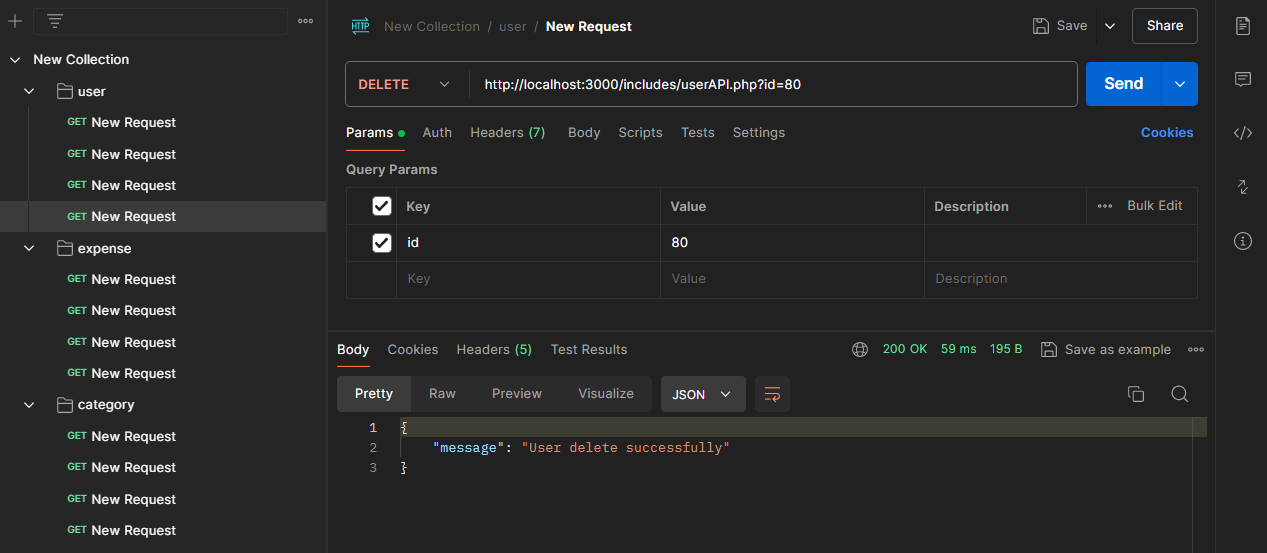 New Collection
user
GET New Request
GET New Request
GET New Request
GET New Request
expense
GET New Request
GET New Request
GET New Request
GET New Request
category
GET New Request
GET New Request
GET New Request
GET New Request
HTTP New Collection / user / New Request
Save
Share
DELETE http://localhost:3000/includes/userAPI.php?id=80
Send
Params Auth Headers (7) Body Scripts Tests Settings Cookies
Query Params
Key Value Description Bulk Edit
id 80
Key Value Description
Body Cookies Headers (5) Test Results 200 OK 59 ms 195 B Save as example
Pretty Raw Preview Visualize JSON
1 {
2 "message": "User delete successfully"
3 }